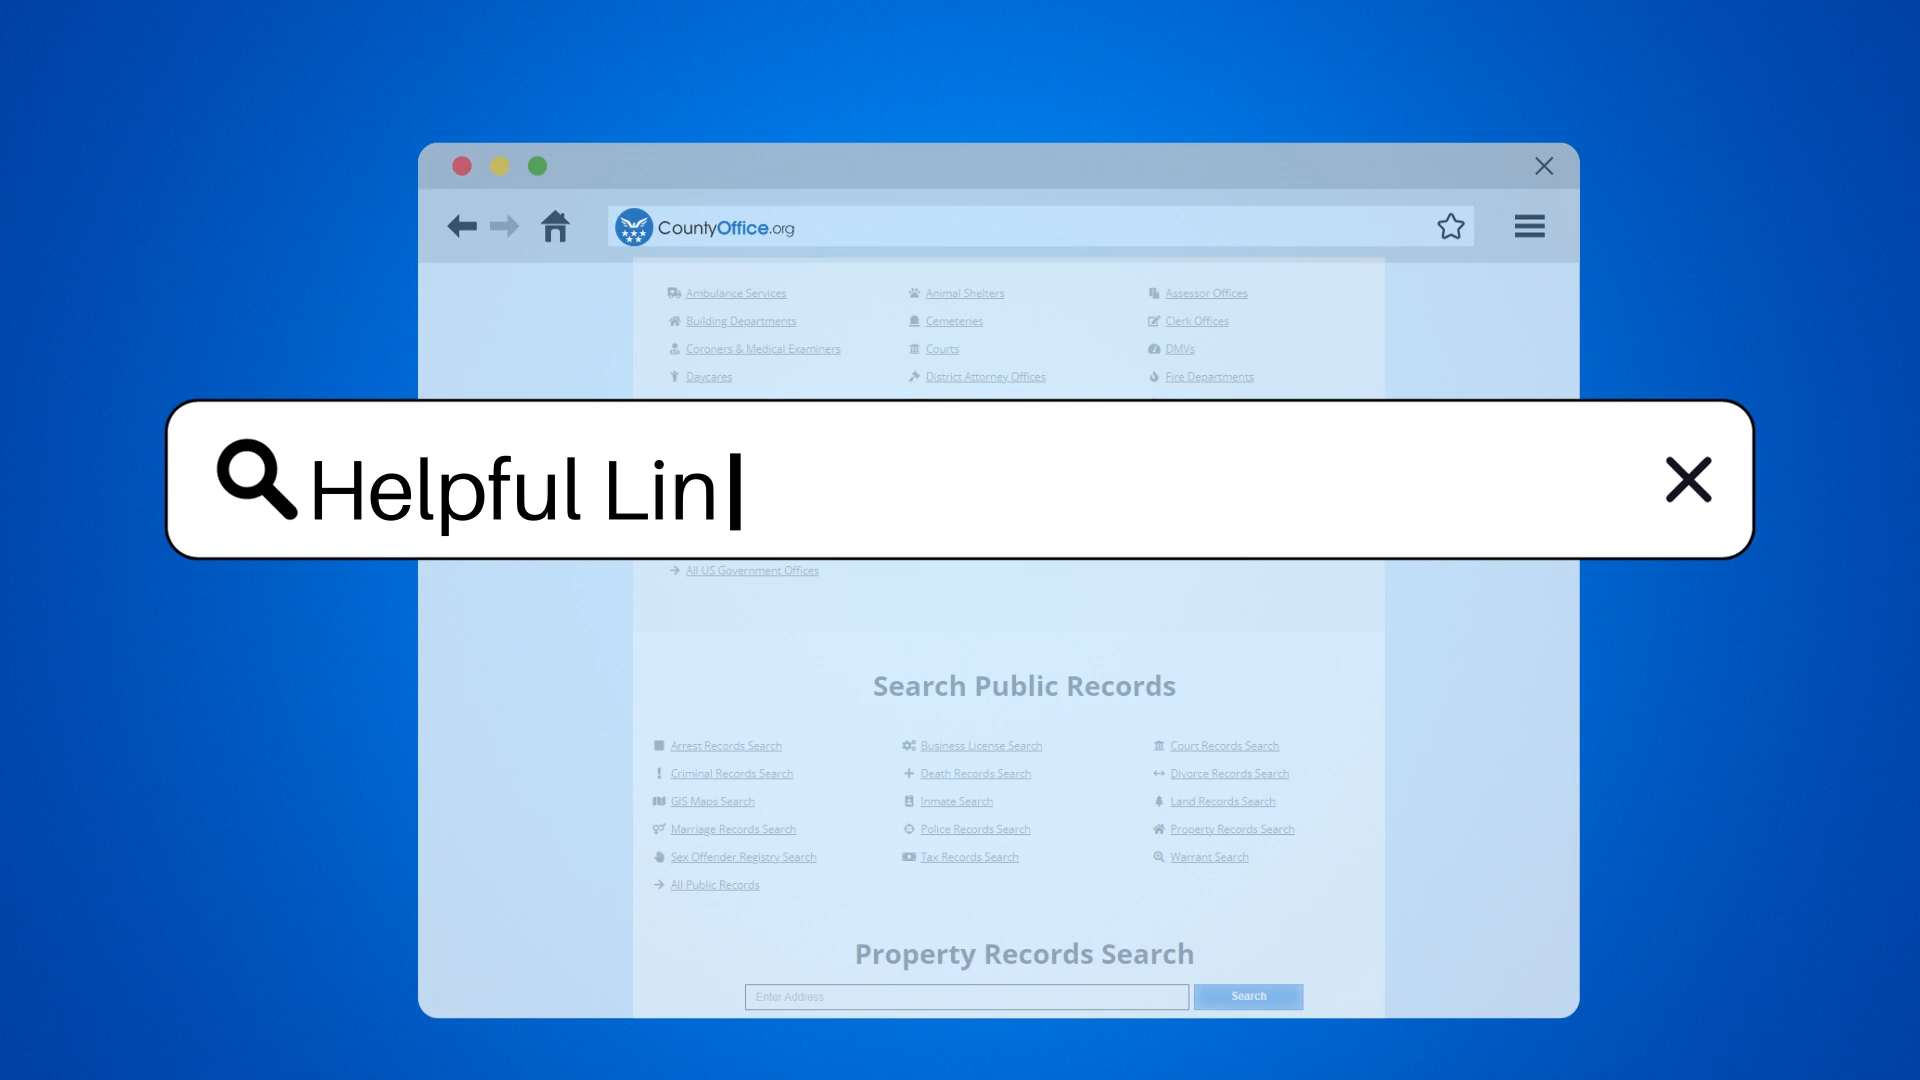 CountyOffice.org
Ambulance Services Animal Shelters Assessor Offices
Building Departments Cemeteries Clerk Offices
Coroners & Medical Examiners Courts DMVs
Daycares District Attorney Offices Fire Departments
Helpful Lin
All US Government Offices
Search Public Records
Arrest Records Search Business License Search Court Records Search
Criminal Records Search Death Records Search Divorce Records Search
GIS Maps Search Inmate Search Land Records Search
Marriage Records Search Police Records Search Property Records Search
Sex Offender Registry Search Tax Records Search Warrant Search
All Public Records
Property Records Search
Enter Address Search